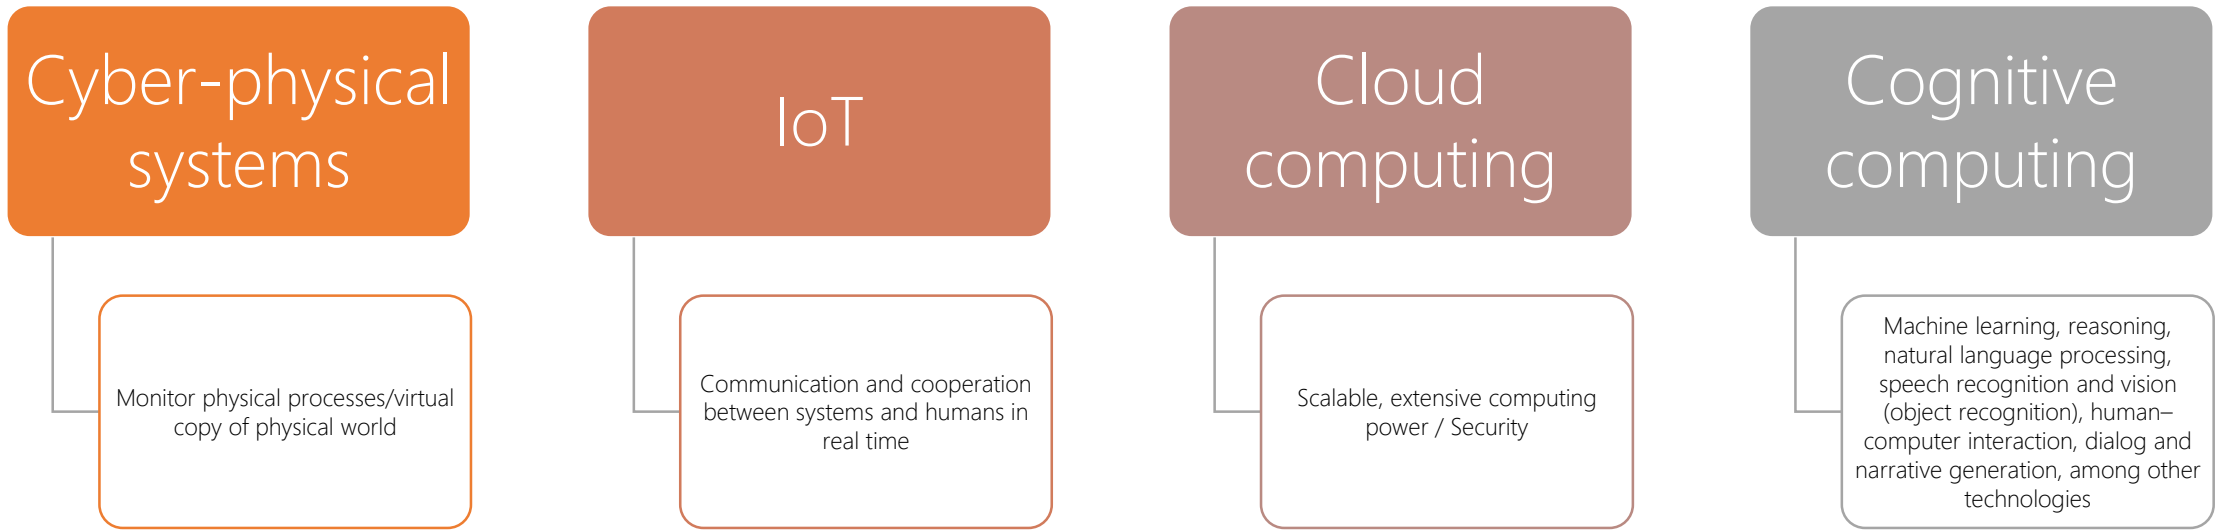 Cyber-physical
systems
Monitor physical processes/virtual
copy of physical world
IoT
Communication and cooperation
between systems and humans in
real time
Cloud
computing
Scalable, extensive computing
power / Security
Cognitive
computing
Machine learning, reasoning,
natural language processing,
speech recognition and vision
(object recognition), human–
computer interaction, dialog and
narrative generation, among other
technologies